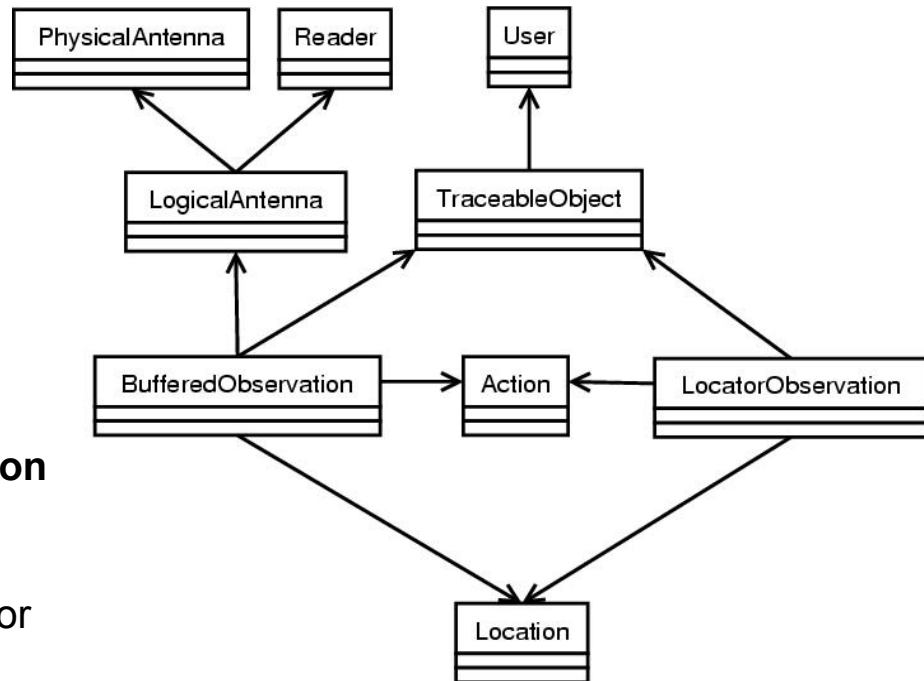 PhysicalAntenna
Reader
User
LogicalAntenna
TraceableObject
BufferedObservation
Action
LocatorObservation
on
or
Location